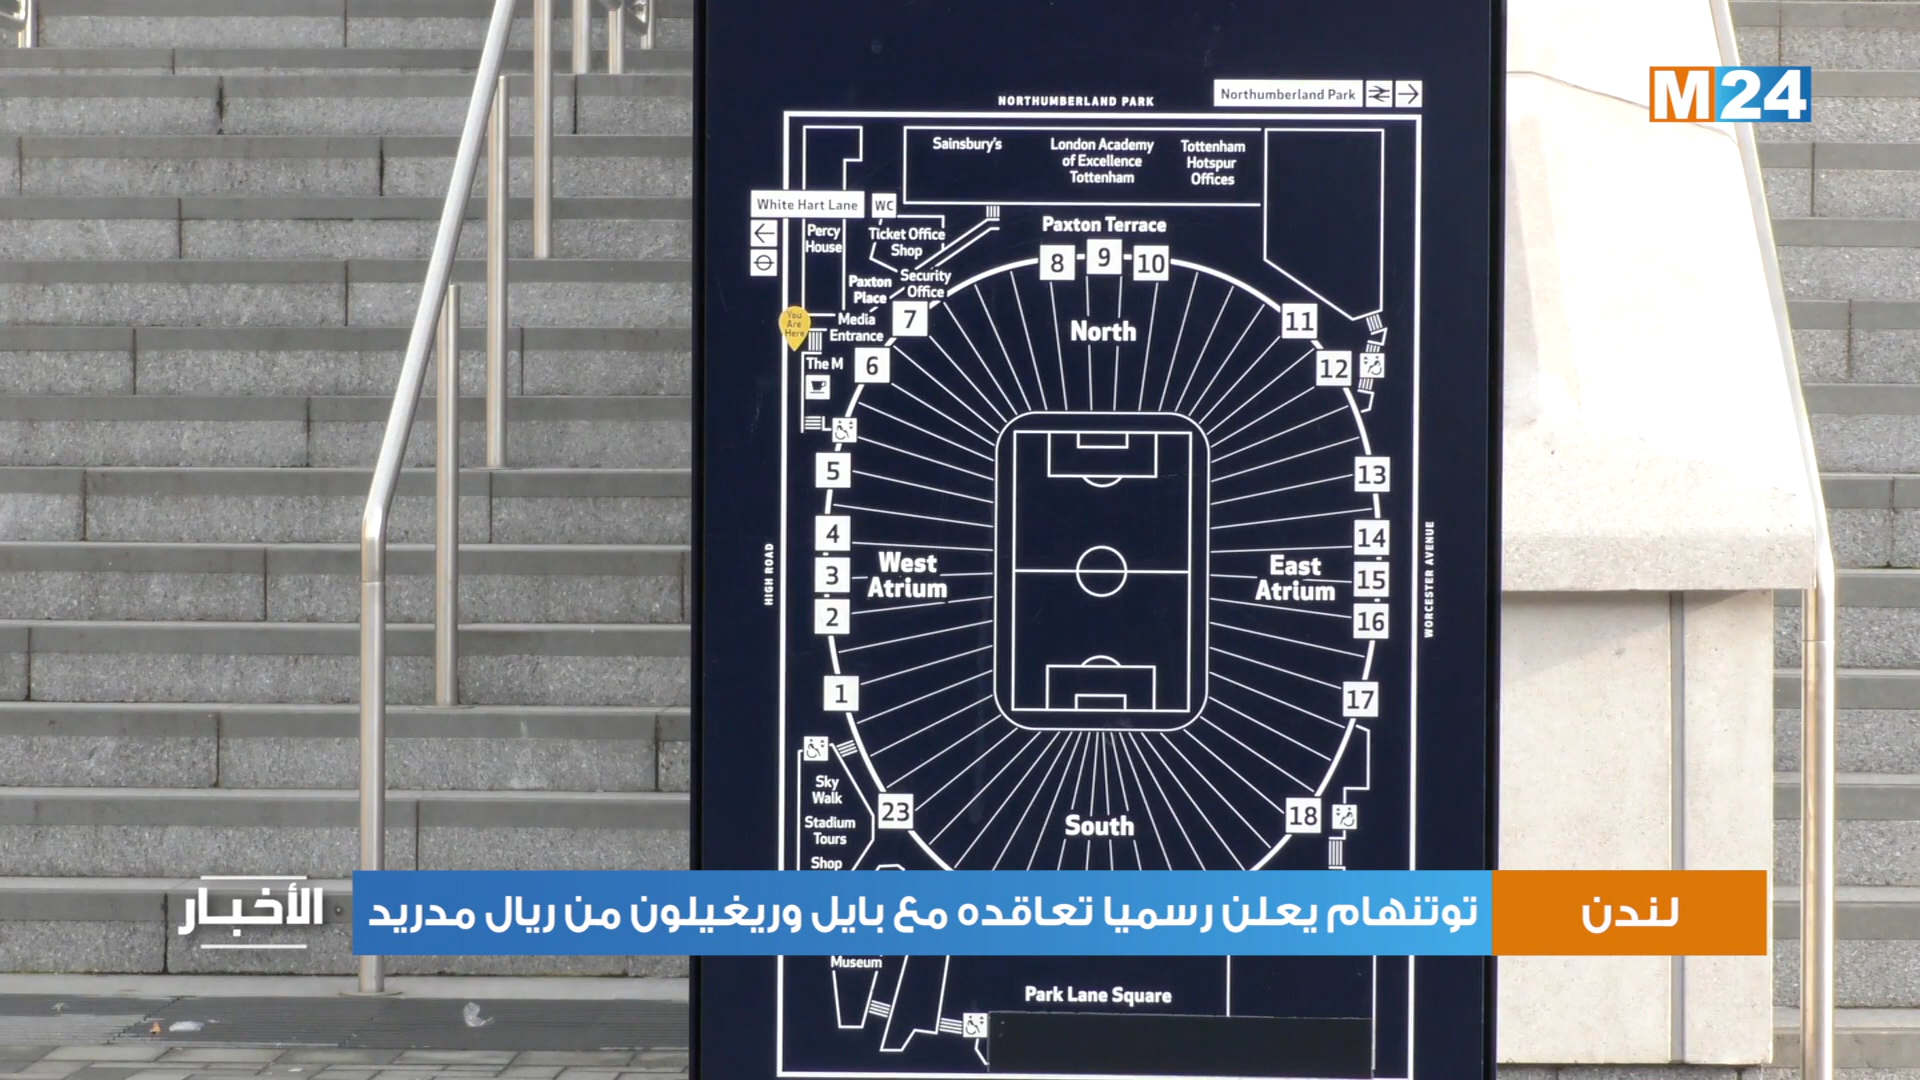 M24
NORTHUMBERLAND PARK
Northumberland Park
Sainsbury's
London Academy
of Excellence
Tottenham
Tottenham
Hotspur
Offices
White Hart Lane
WC
Percy
House
Ticket Office
Shop
Paxton Terrace
8
9
10
Security
Office
Paxton
Place
You
Are
Here
Media
Entrance
7
North
11
The M
6
12
5
13
4
14
HIGH ROAD
3
West
Atrium
East
Atrium
15
WORCESTER AVENUE
2
16
1
17
Sky
Walk
Stadium
Tours
Shop
23
South
18
لندن
توتنهام يعلن رسميا تعاقده مع بايل وريغيلون من ريال مدريد
الأخبار
Museum
Park Lane Square